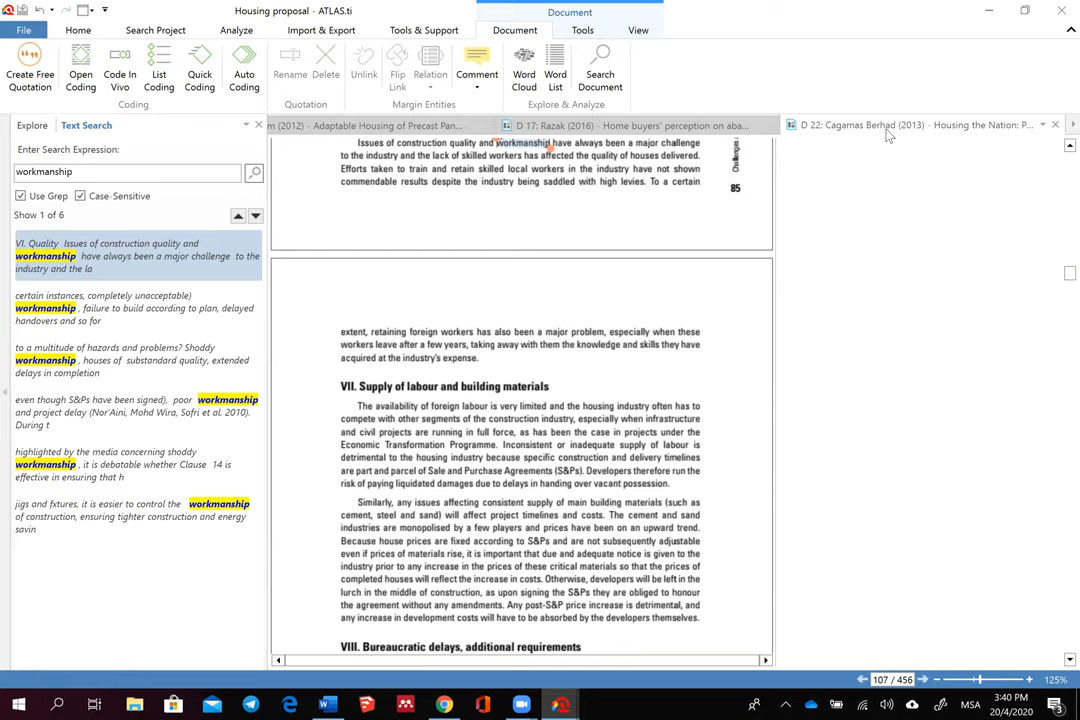 Housing proposal - ATLAS.ti
Document
File
Home
Search Project
Analyze
Import & Export
Tools & Support
Document
Tools
View
Create Free Quotation
Open Coding
Code In Vivo
List Coding
Quick Coding
Auto Coding
Rename
Delete
Unlink
Flip Link
Relation
Comment
Word Cloud
Word List
Search Document
Coding
Quotation
Margin Entities
Explore & Analyze
Explore
Text Search
m (2012) - Adaptable Housing of Precast Pan...
D 17: Razak (2016) - Home buyers' perception on aba...
D 22: Cagamas Berhad (2013) - Housing the Nation: P...
Enter Search Expression:
workmanship
Use Grep
Case-Sensitive
Show 1 of 6
VI. Quality Issues of construction quality and
workmanship have always been a major challenge to the
industry and the la
certain instances, completely unacceptable)
workmanship , failure to build according to plan, delayed
handovers and so for
to a multitude of hazards and problems? Shoddy
workmanship , houses of substandard quality, extended
delays in completion
even though S&Ps have been signed), poor workmanship
and project delay (Nor'Aini, Mohd Wira, Sofri et al. 2010).
During t
highlighted by the media concerning shoddy
workmanship , it is debatable whether Clause 14 is
effective in ensuring that h
jigs and fxtures, it is easier to control the workmanship
of construction, ensuring tighter construction and energy
savin
Issues of construction quality and workmanship have always been a major challenge
to the industry and the lack of skilled workers has affected the quality of houses delivered.
Efforts taken to train and retain skilled local workers in the industry have not shown
commendable results despite the industry being saddled with high levies. To a certain
Challenges
85
extent, retaining foreign workers has also been a major problem, especially when these
workers leave after a few years, taking away with them the knowledge and skills they have
acquired at the industry's expense.
VII. Supply of labour and building materials
The availability of foreign labour is very limited and the housing industry often has to
compete with other segments of the construction industry, especially when infrastructure
and civil projects are running in full force, as has been the case in projects under the
Economic Transformation Programme. Inconsistent or inadequate supply of labour is
detrimental to the housing industry because specific construction and delivery timelines
are part and parcel of Sale and Purchase Agreements (S&Ps). Developers therefore run the
risk of paying liquidated damages due to delays in handing over vacant possession.
Similarly, any issues affecting consistent supply of main building materials (such as
cement, steel and sand) will affect project timelines and costs. The cement and sand
industries are monopolised by a few players and prices have been on an upward trend.
Because house prices are fixed according to S&Ps and are not subsequently adjustable
even if prices of materials rise, it is important that due and adequate notice is given to the
industry prior to any increase in the prices of these critical materials so that the prices of
completed houses will reflect the increase in costs. Otherwise, developers will be left in the
lurch in the middle of construction, as upon signing the S&Ps they are obliged to honour
the agreement without any amendments. Any post-S&P price increase is detrimental, and
any increase in development costs will have to be absorbed by the developers themselves.
VIII. Bureaucratic delays, additional requirements
107 / 456
125%
MSA
3:40 PM
20/4/2020
3